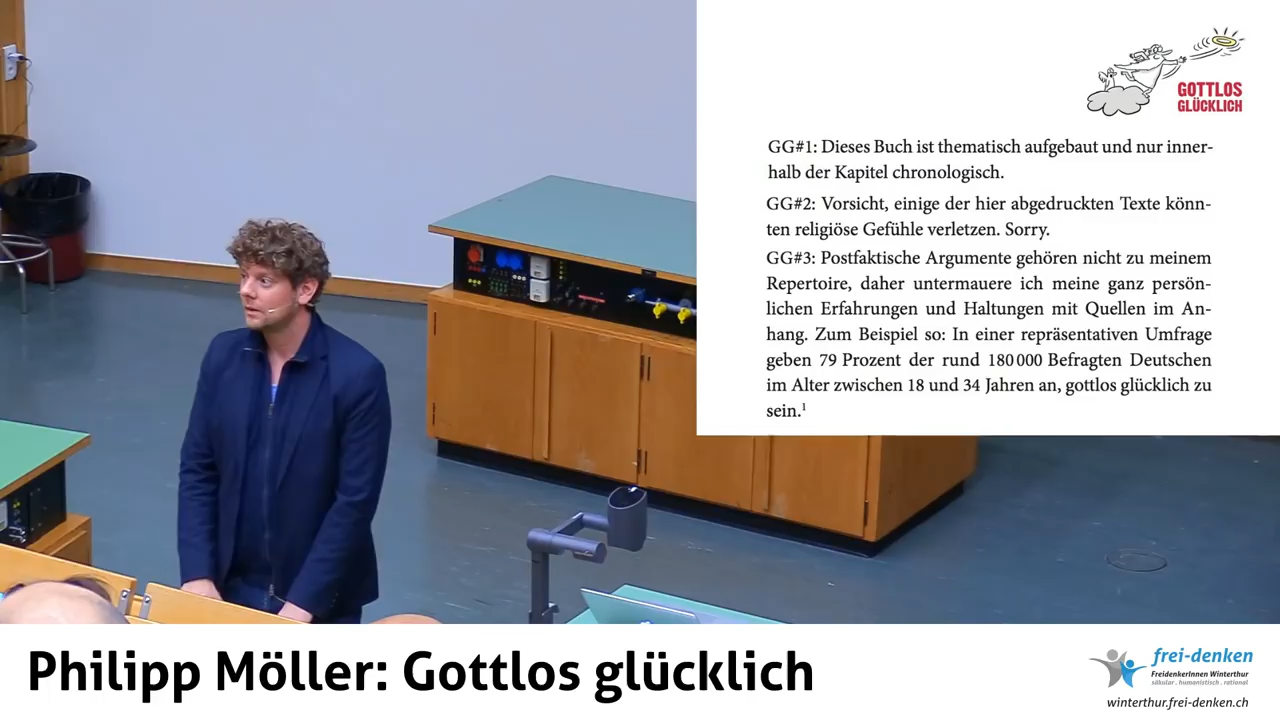 GOTTLOS
GLÜCKLICH
GG#1: Dieses Buch ist thematisch aufgebaut und nur inner-
halb der Kapitel chronologisch.
GG#2: Vorsicht, einige der hier abgedruckten Texte könn-
ten religiöse Gefühle verletzen. Sorry.
GG#3: Postfaktische Argumente gehören nicht zu meinem
Repertoire, daher untermauere ich meine ganz persön-
lichen Erfahrungen und Haltungen mit Quellen im An-
hang. Zum Beispiel so: In einer repräsentativen Umfrage
geben 79 Prozent der rund 180 000 Befragten Deutschen
im Alter zwischen 18 und 34 Jahren an, gottlos glücklich zu
sein.¹
Philipp Möller: Gottlos glücklich
frei-denken
FreidenkerInnen Winterthur
säkular . humanistisch . rational
winterthur.frei-denken.ch